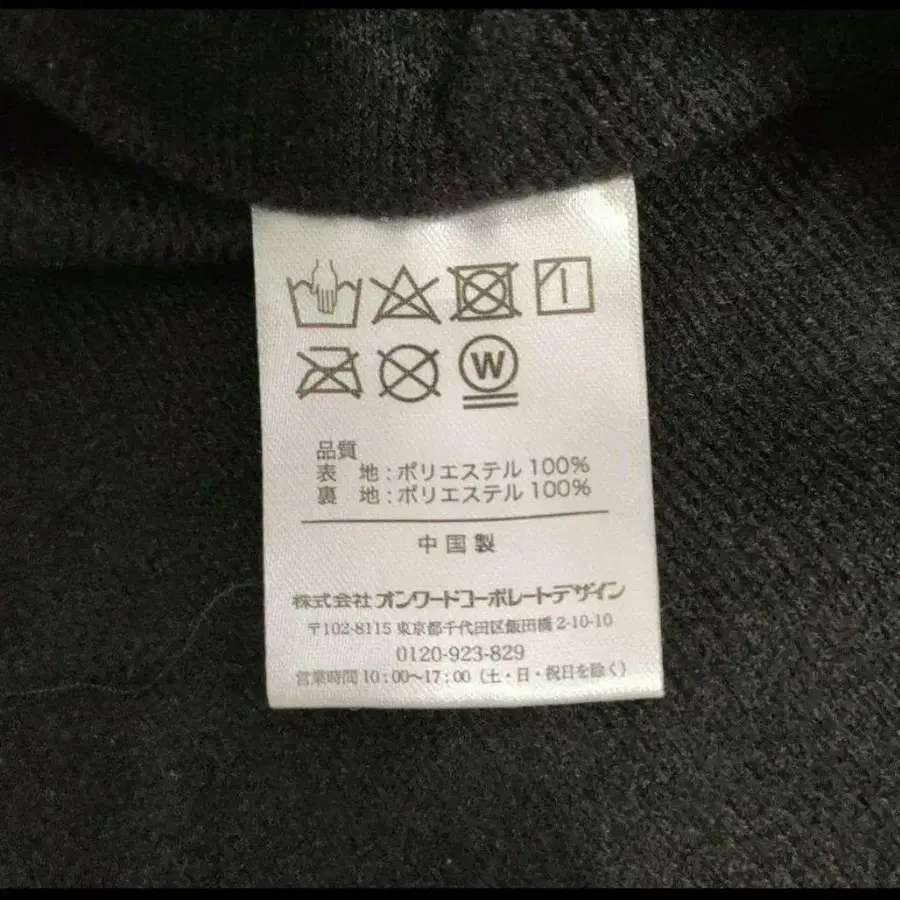 W
品質
表 地:ポリエステル 100%
裏 地:ポリエステル 100%
中国製
株式会社 オンワードコーポレートデザイン
〒102-8115 東京都千代田区飯田橋 2-10-10
0120-923-829
営業時間 10:00〜17:00 (土・日・祝日を除く)